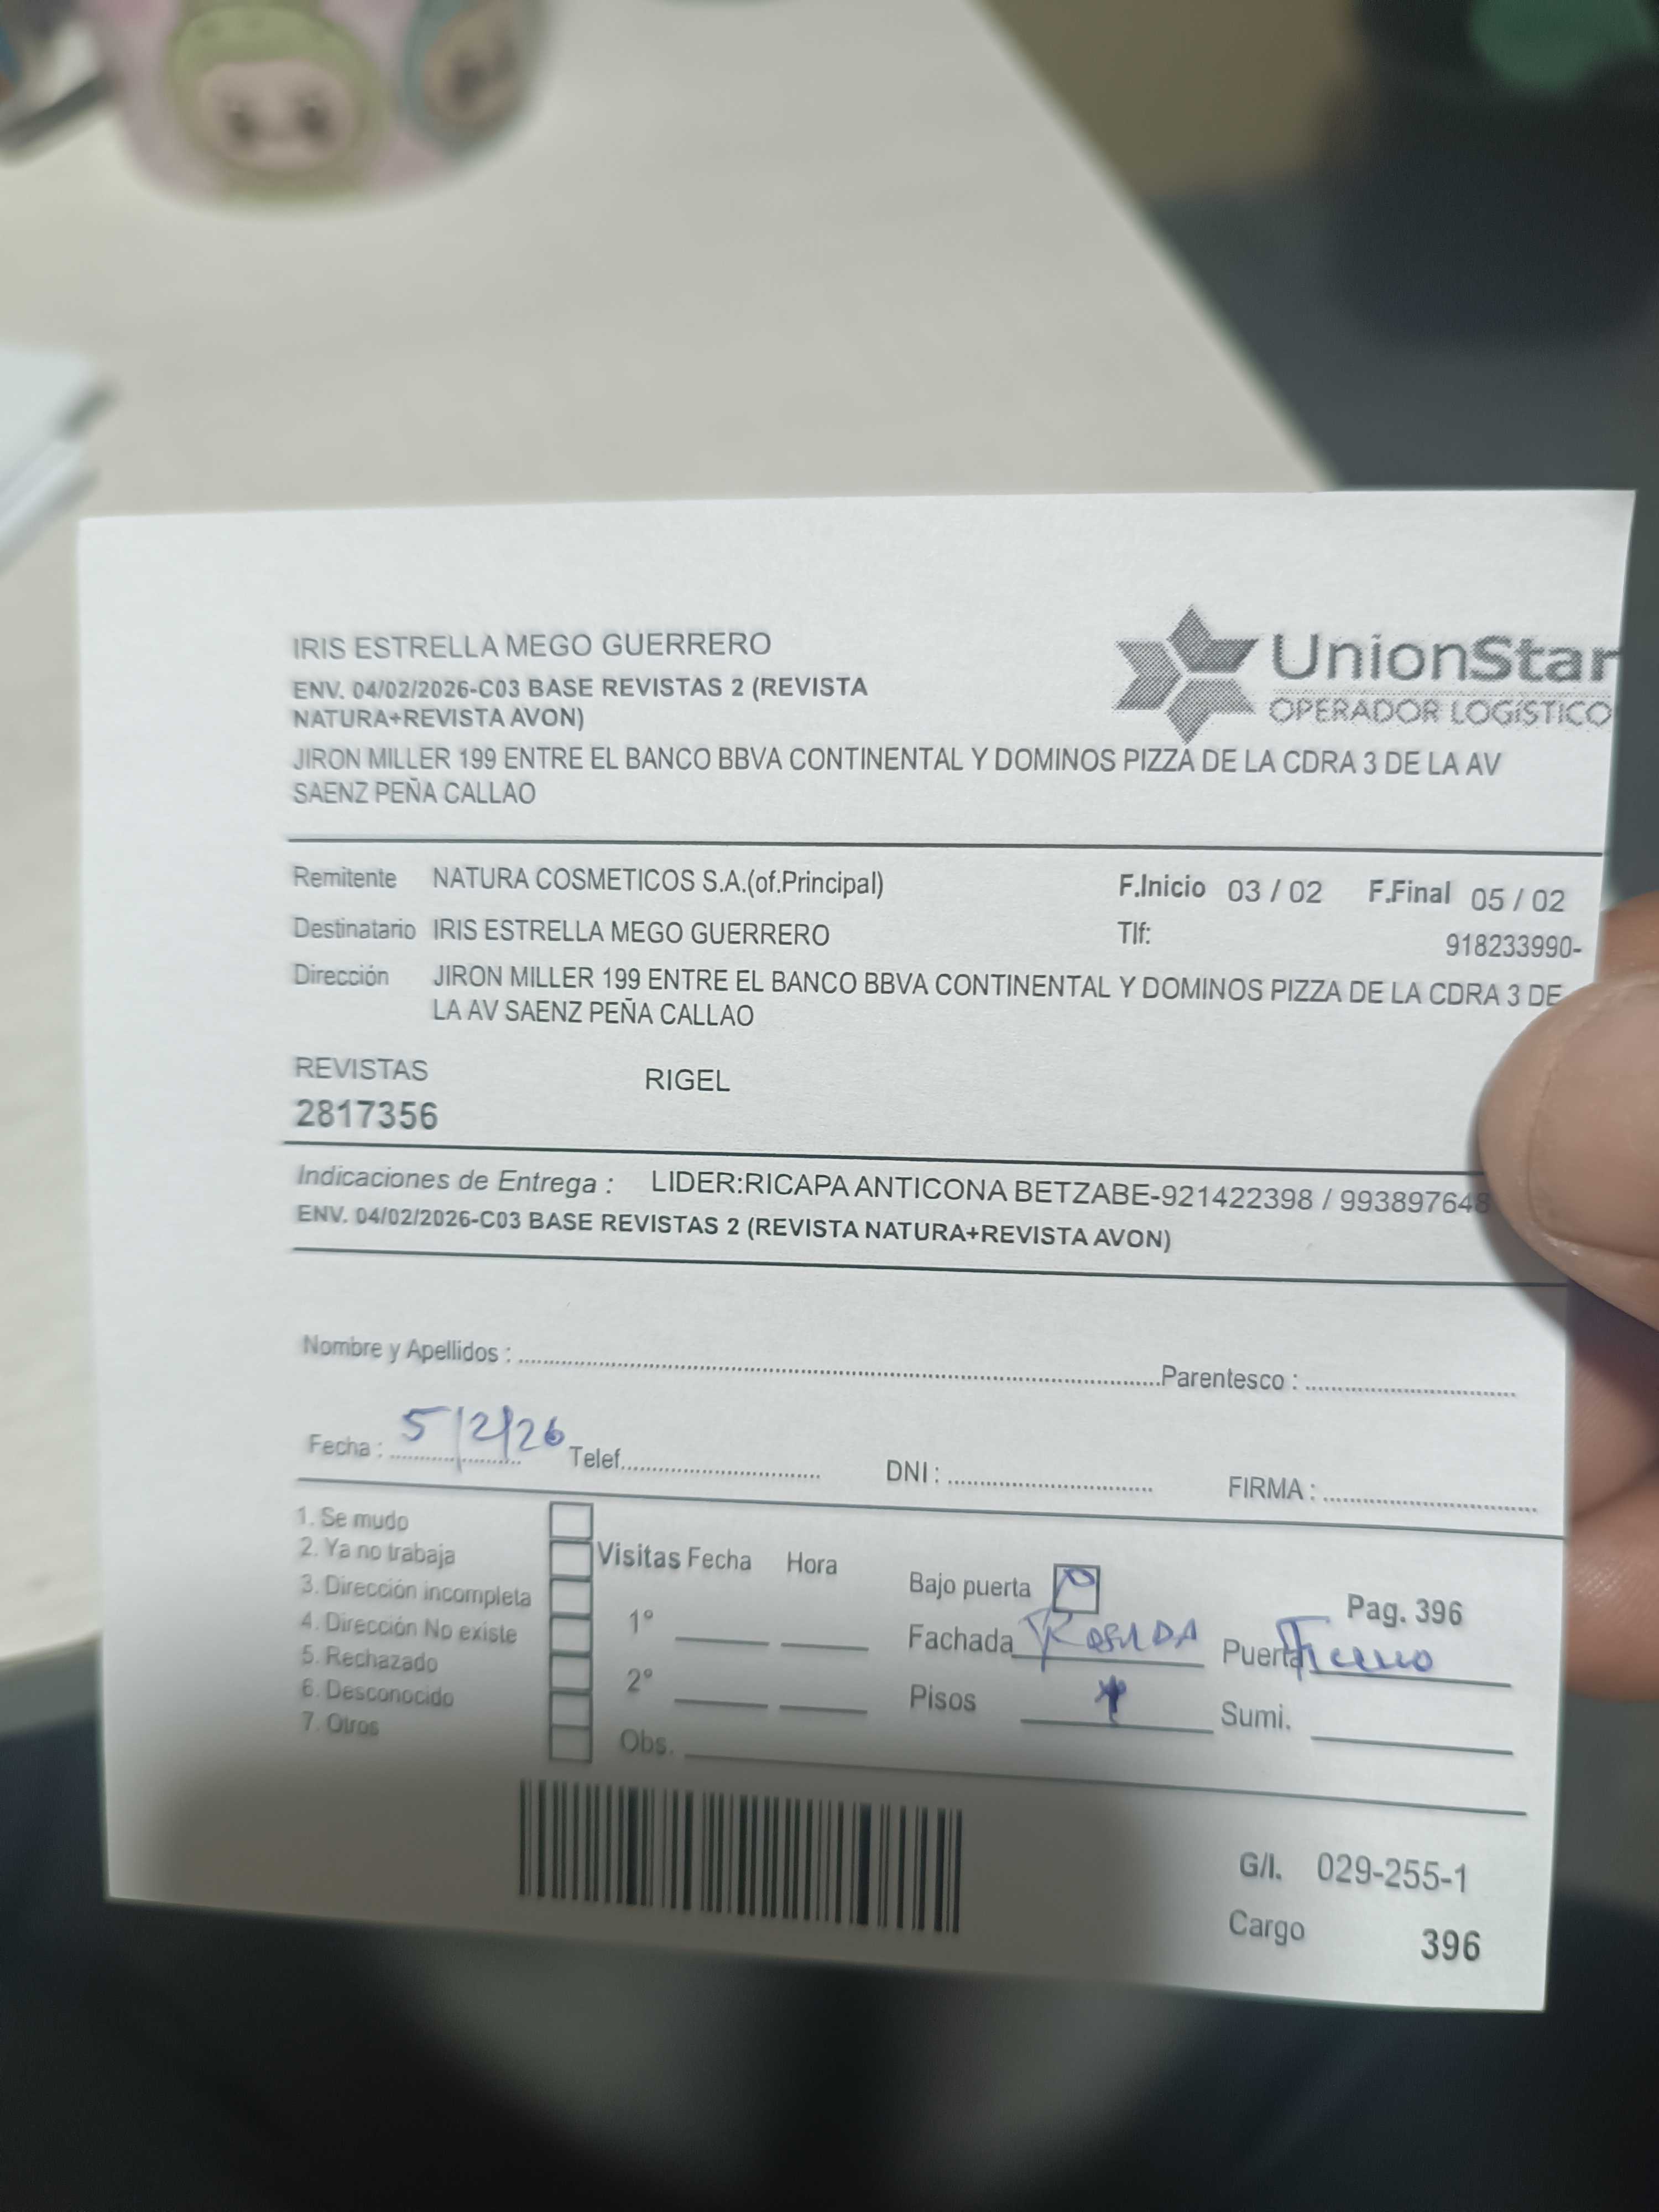 IRIS ESTRELLA MEGO GUERRERO
UnionStar
OPERADOR LOGÍSTICO
ENV. 04/02/2026-C03 BASE REVISTAS 2 (REVISTA
NATURA+REVISTA AVON)
JIRON MILLER 199 ENTRE EL BANCO BBVA CONTINENTAL Y DOMINOS PIZZA DE LA CDRA 3 DE LA AV
SAENZ PEÑA CALLAO
Remitente NATURA COSMETICOS S.A.(of.Principal) F.Inicio 03 / 02 F.Final 05 / 02
Destinatario IRIS ESTRELLA MEGO GUERRERO Tlf: 918233990-
Dirección JIRON MILLER 199 ENTRE EL BANCO BBVA CONTINENTAL Y DOMINOS PIZZA DE LA CDRA 3 DE
LA AV SAENZ PEÑA CALLAO
REVISTAS RIGEL
2817356
Indicaciones de Entrega : LIDER:RICAPA ANTICONA BETZABE-921422398 / 993897648
ENV. 04/02/2026-C03 BASE REVISTAS 2 (REVISTA NATURA+REVISTA AVON)
Nombre y Apellidos : Parentesco :
Fecha : 5/2/26 Telef. DNI : FIRMA :
1. Se mudo
2. Ya no trabaja Visitas Fecha Hora Bajo puerta Pag. 396
3. Dirección incompleta
4. Dirección No existe 1° Fachada Puerta
5. Rechazado
6. Desconocido 2° Pisos Sumi.
7. Otros Obs.
G/I. 029-255-1
Cargo 396